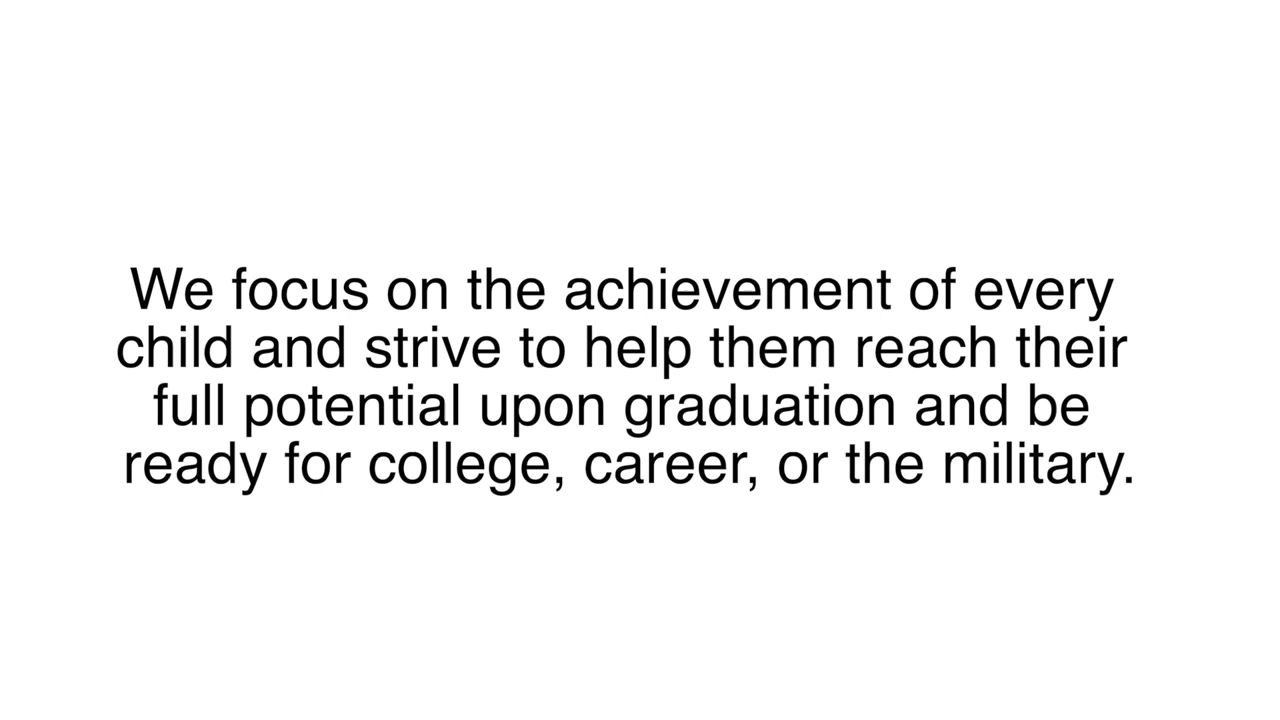 We focus on the achievement of every
child and strive to help them reach their
full potential upon graduation and be
ready for college, career, or the military.